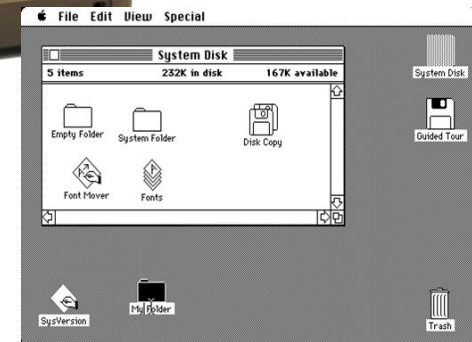 File Edit View Special
System Disk
5 items 232K in disk 167K available
System Disk
Empty Folder System Folder Disk Copy
Guided Tour
Font Mover Fonts
SysVersion My Folder Trash